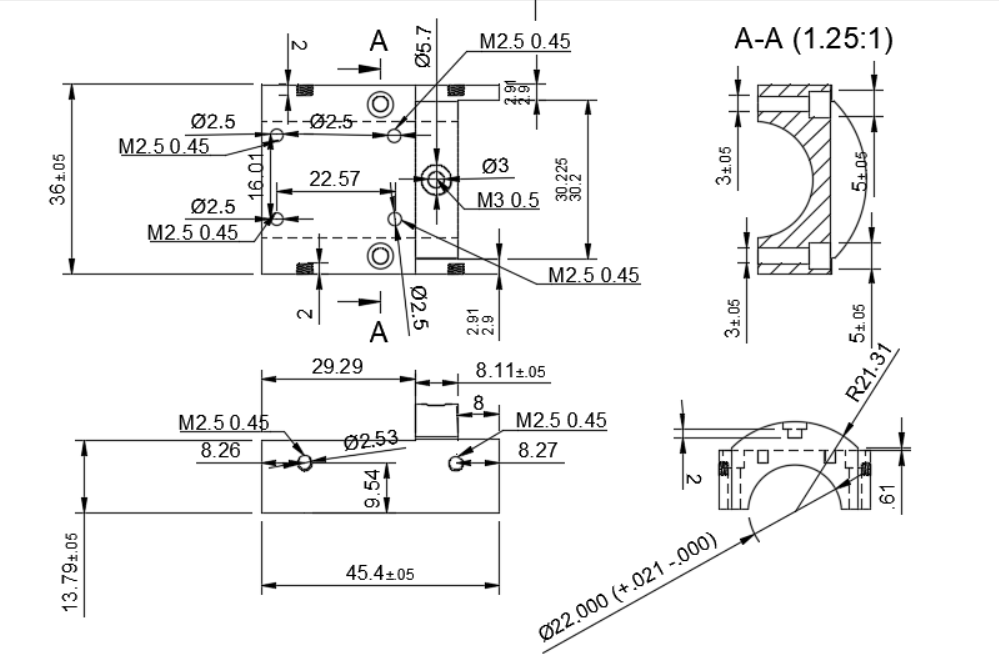 2
A
Ø5.7
M2.5 0.45
2.91
2.9
A-A (1.25:1)
Ø2.5
Ø2.5
M2.5 0.45
16.01
36±.05
22.57
Ø3
M3 0.5
30.225
30.2
3±.05
5±.05
Ø2.5
M2.5 0.45
M2.5 0.45
2
Ø2.5
A
2.91
2.9
3±.05
5±.05
29.29
8.11±.05
8
R21.31
M2.5 0.45
Ø2.53
M2.5 0.45
8.26
8.27
9.54
2
.61
13.79±.05
45.4±.05
Ø22.000 (+.021 -.000)